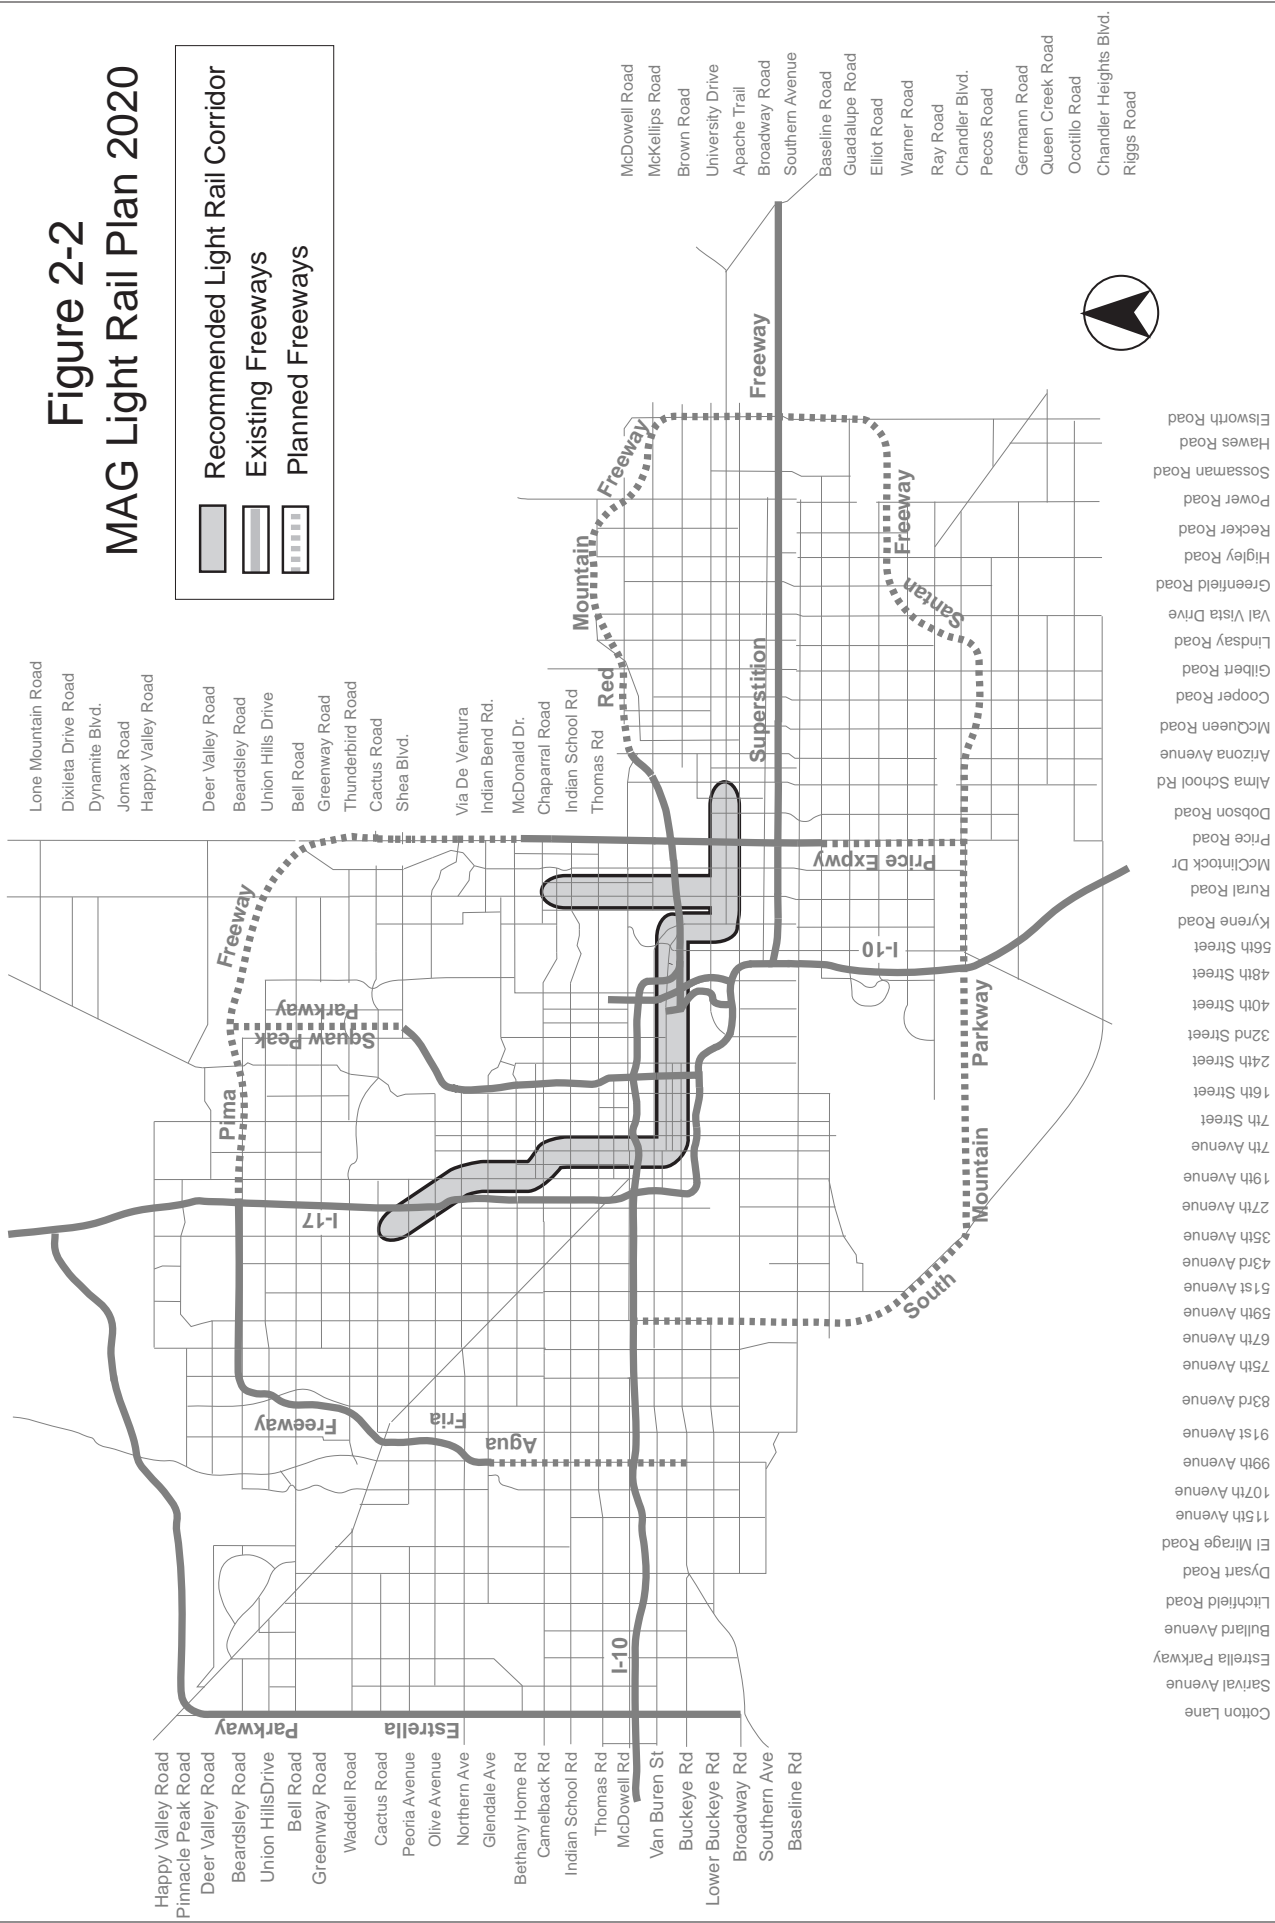 Figure 2-2
MAG Light Rail Plan 2020
Recommended Light Rail Corridor
Existing Freeways
Planned Freeways
Lone Mountain Road
Dixileta Drive Road
Dynamite Blvd.
Jomax Road
Happy Valley Road
Deer Valley Road
Beardsley Road
Union Hills Drive
Bell Road
Greenway Road
Thunderbird Road
Cactus Road
Shea Blvd.
Via De Ventura
Indian Bend Rd.
McDonald Dr.
Chaparral Road
Indian School Rd
Thomas Rd
McDowell Road
McKellips Road
Brown Road
University Drive
Apache Trail
Broadway Road
Southern Avenue
Baseline Road
Guadalupe Road
Elliot Road
Warner Road
Ray Road
Chandler Blvd.
Pecos Road
Germann Road
Queen Creek Road
Ocotillo Road
Chandler Heights Blvd.
Riggs Road
Happy Valley Road
Pinnacle Peak Road
Deer Valley Road
Beardsley Road
Union HillsDrive
Bell Road
Greenway Road
Waddell Road
Cactus Road
Peoria Avenue
Olive Avenue
Northern Ave
Glendale Ave
Bethany Home Rd
Camelback Rd
Indian School Rd
Thomas Rd
McDowell Rd
Van Buren St
Buckeye Rd
Lower Buckeye Rd
Broadway Rd
Southern Ave
Baseline Rd
Cotton Lane
Sarival Avenue
Estrella Parkway
Bullard Avenue
Litchfield Road
Dysart Road
El Mirage Road
115th Avenue
107th Avenue
99th Avenue
91st Avenue
83rd Avenue
75th Avenue
67th Avenue
59th Avenue
51st Avenue
43rd Avenue
35th Avenue
27th Avenue
19th Avenue
7th Avenue
7th Street
16th Street
24th Street
32nd Street
40th Street
48th Street
56th Street
Kyrene Road
Rural Road
McClintock Dr
Price Road
Dobson Road
Alma School Rd
Arizona Avenue
McQueen Road
Cooper Road
Gilbert Road
Lindsay Road
Val Vista Drive
Greenfield Road
Higley Road
Recker Road
Power Road
Sossaman Road
Hawes Road
Elsworth Road
Estrella
Parkway
Agua
Fria
Freeway
I-17
I-10
Pima
Freeway
Squaw Peak
Parkway
Red
Mountain
Freeway
Superstition
Freeway
Price Expwy
I-10
Santan
Freeway
South
Mountain
Parkway